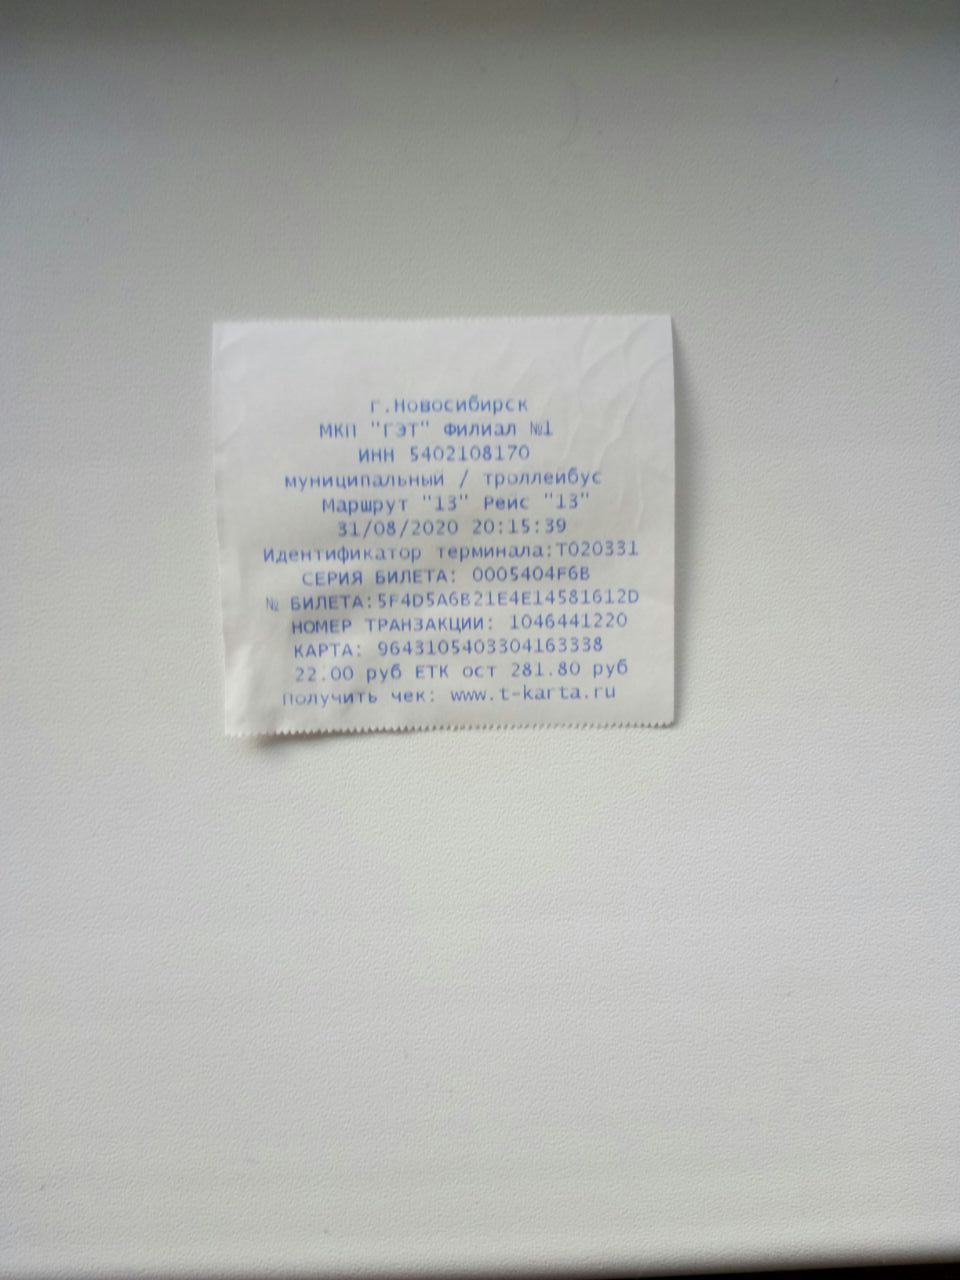 г.Новосибирск
МКП "ГЭТ" Филиал №1
ИНН 5402108170
муниципальный / троллейбус
Маршрут "13" Рейс "13"
31/08/2020 20:15:39
Идентификатор терминала:T020331
СЕРИЯ БИЛЕТА: 0005404F6B
№ БИЛЕТА:5F4D5A6B21E4E14581612D
НОМЕР ТРАНЗАКЦИИ: 1046441220
КАРТА: 9643105403304163338
22.00 руб ЕТК ост 281.80 руб
Получить чек: www.t-karta.ru